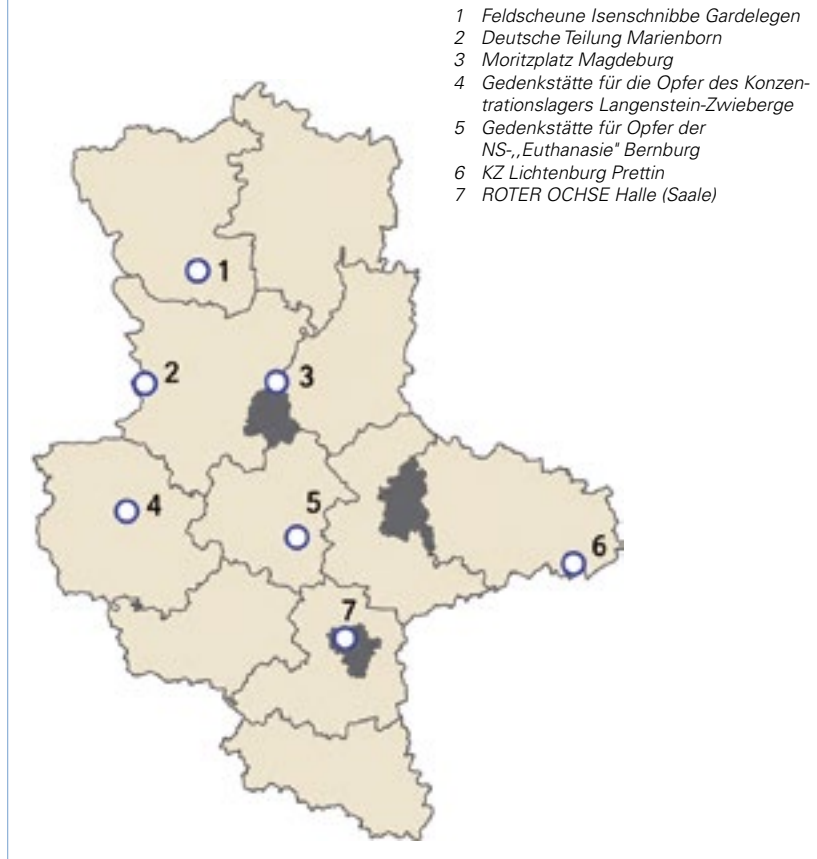 1 Feldscheune Isenschnibbe Gardelegen
2 Deutsche Teilung Marienborn
3 Moritzplatz Magdeburg
4 Gedenkstätte für die Opfer des Konzen-
trationslagers Langenstein-Zwieberge
5 Gedenkstätte für Opfer der
NS-,,Euthanasie" Bernburg
6 KZ Lichtenburg Prettin
7 ROTER OCHSE Halle (Saale)
1
2
3
4
5
6
7